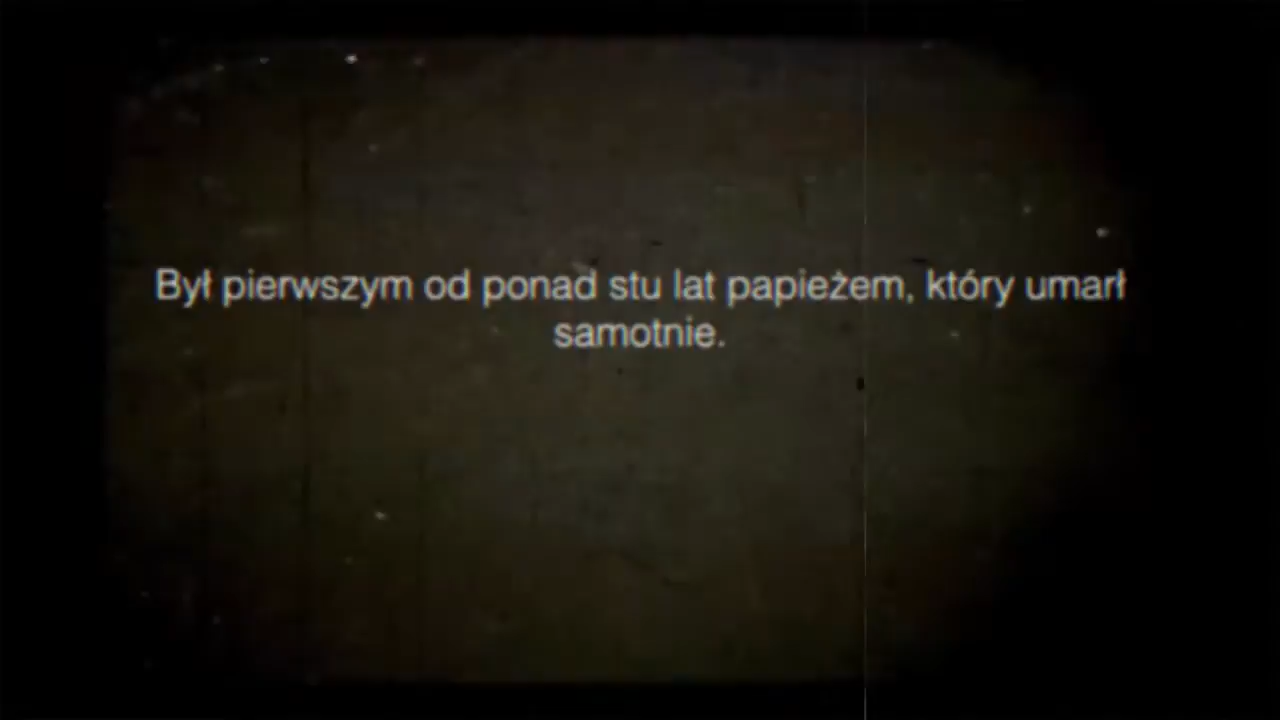 Był pierwszym od ponad stu lat papieżem, który umarł
samotnie.